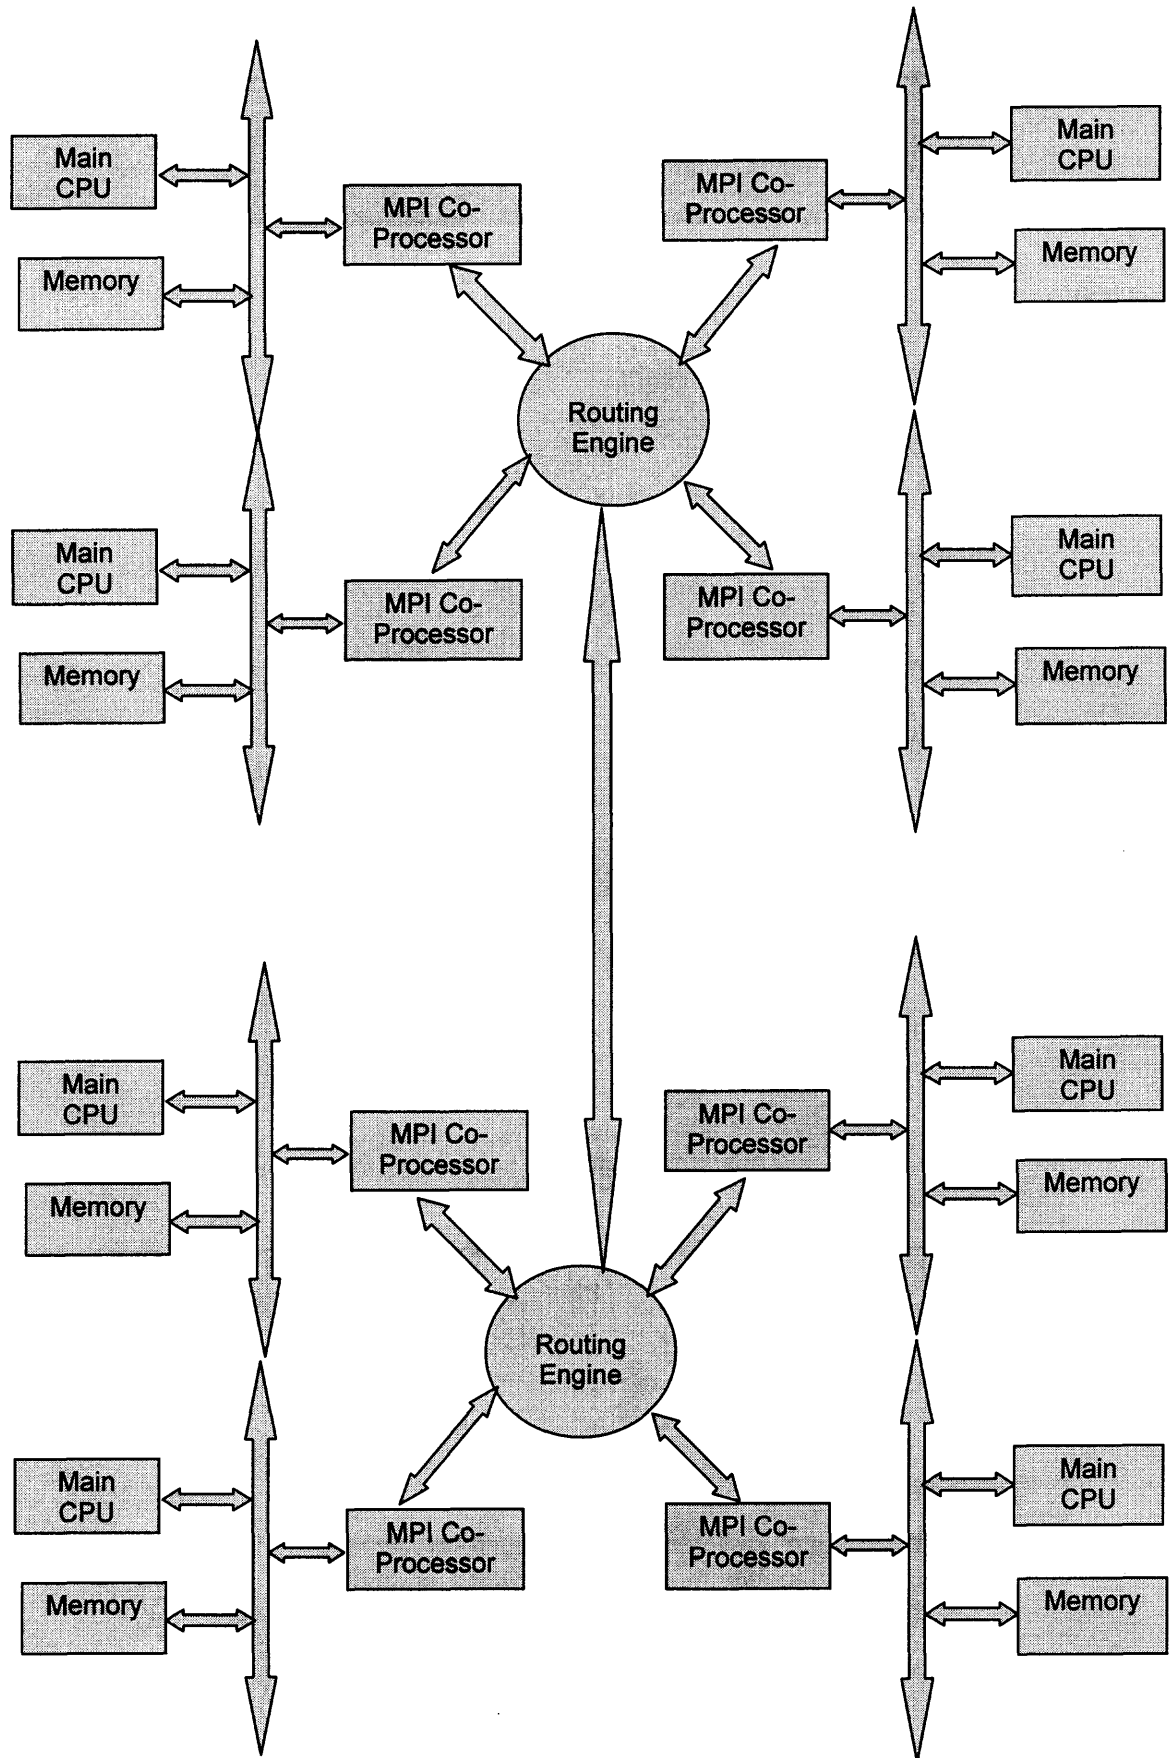 Main
CPU
MPI Co-
Processor
Memory
MPI Co-
Processor
Main
CPU
Memory
Routing
Engine
Main
CPU
MPI Co-
Processor
Memory
MPI Co-
Processor
Main
CPU
Memory
Main
CPU
MPI Co-
Processor
Memory
MPI Co-
Processor
Main
CPU
Memory
Routing
Engine
Main
CPU
MPI Co-
Processor
Memory
MPI Co-
Processor
Main
CPU
Memory